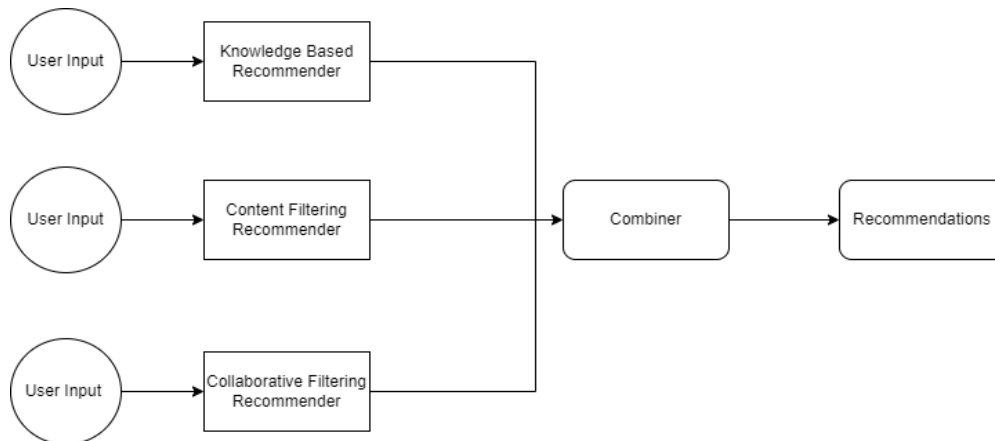 User Input
Knowledge Based
Recommender
User Input
Content Filtering
Recommender
Combiner
Recommendations
User Input
Collaborative Filtering
Recommender